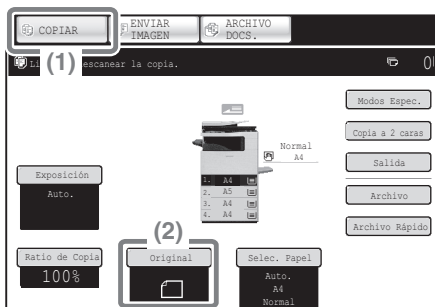 COPIAR
ENVIAR
IMAGEN
ARCHIVO
DOCS.
(1)
escanear la copia.
Modos Espec.
Normal
A4
Copia a 2 caras
Salida
1. A4
2. A5
3. A4
4. A4
Exposición
Auto.
Archivo
Archivo Rápido
(2)
Ratio de Copia
100%
Original
Selec. Papel
Auto.
A4
Normal